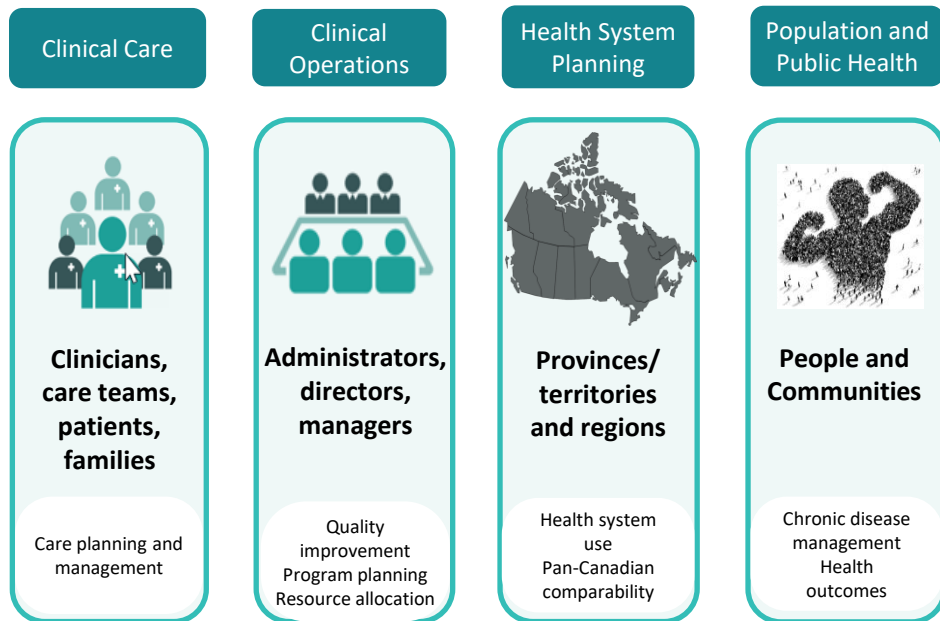 Clinical Care
Clinical
Operations
Health System
Planning
Population and
Public Health
Clinicians,
care teams,
patients,
families
Care planning and
management
Administrators,
directors,
managers
Quality
improvement
Program planning
Resource allocation
Provinces/
territories
and regions
Health system
use
Pan-Canadian
comparability
People and
Communities
Chronic disease
management
Health
outcomes